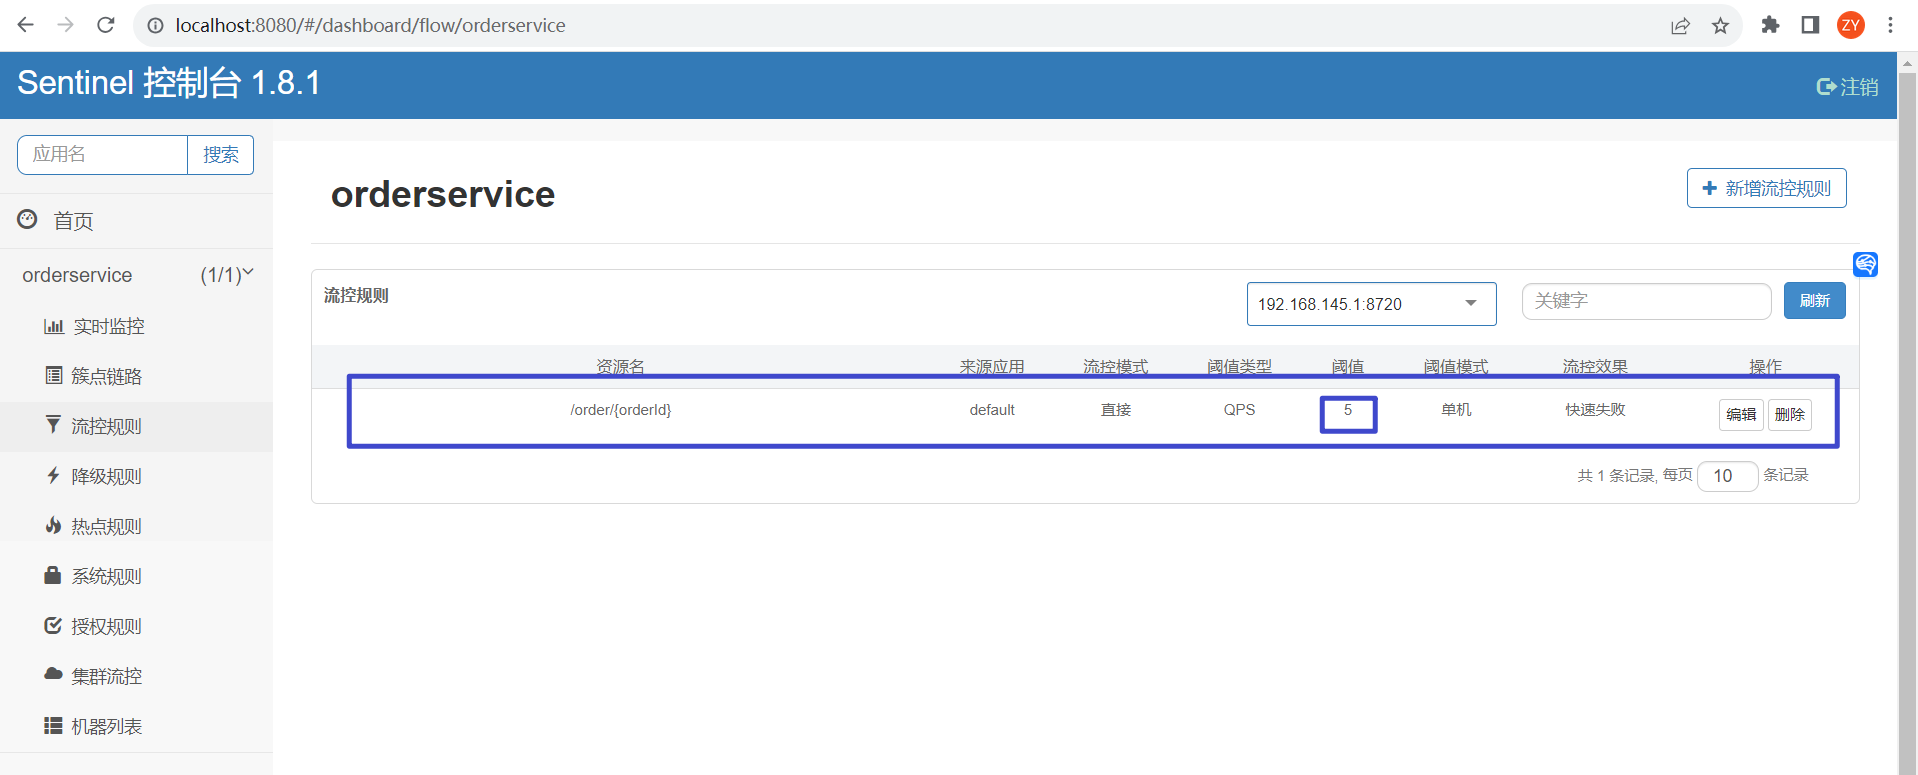 localhost:8080/#/dashboard/flow/orderservice
ZY
Sentinel 控制台 1.8.1
注销
应用名 搜索
首页
orderservice (1/1)
实时监控
簇点链路
流控规则
降级规则
热点规则
系统规则
授权规则
集群流控
机器列表
orderservice
新增流控规则
流控规则
192.168.145.1:8720
关键字
刷新
资源名 来源应用 流控模式 阈值类型 阈值 阈值模式 流控效果 操作
/order/{orderId} default 直接 QPS 5 单机 快速失败 编辑 删除
共 1 条记录, 每页 10 条记录